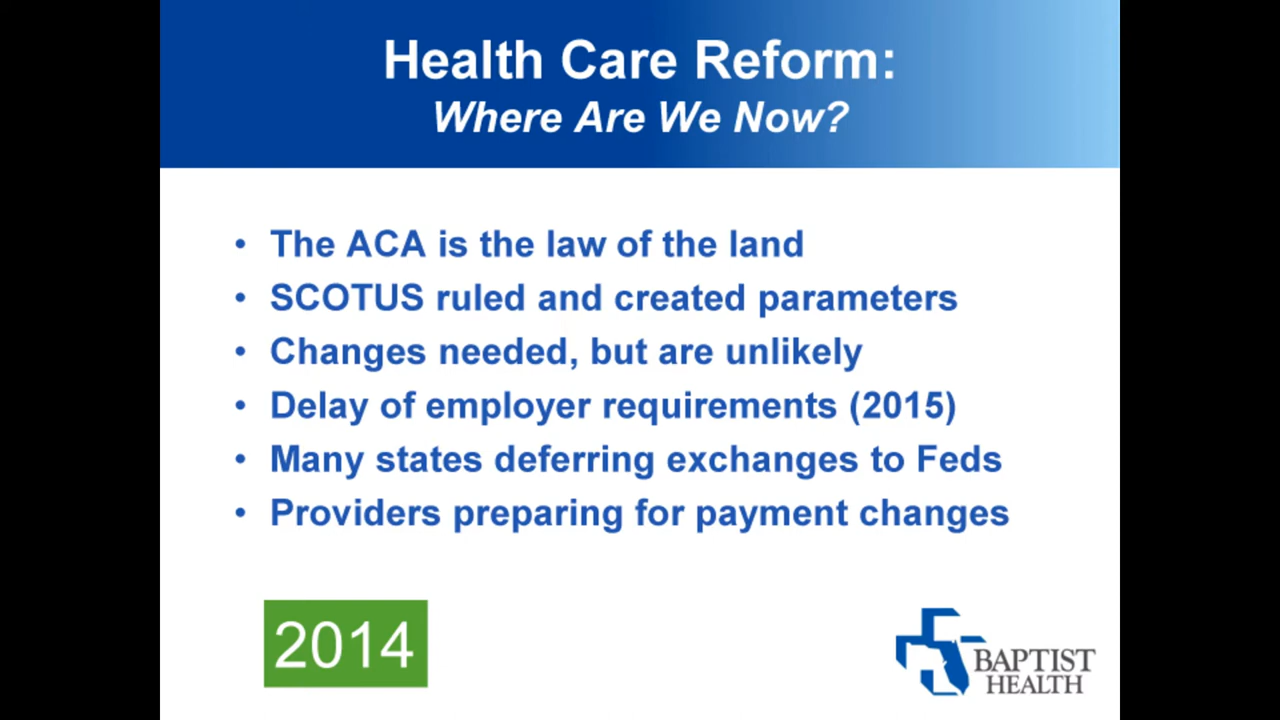 Health Care Reform:
Where Are We Now?
• The ACA is the law of the land
• SCOTUS ruled and created parameters
• Changes needed, but are unlikely
• Delay of employer requirements (2015)
• Many states deferring exchanges to Feds
• Providers preparing for payment changes
2014
BAPTIST
HEALTH